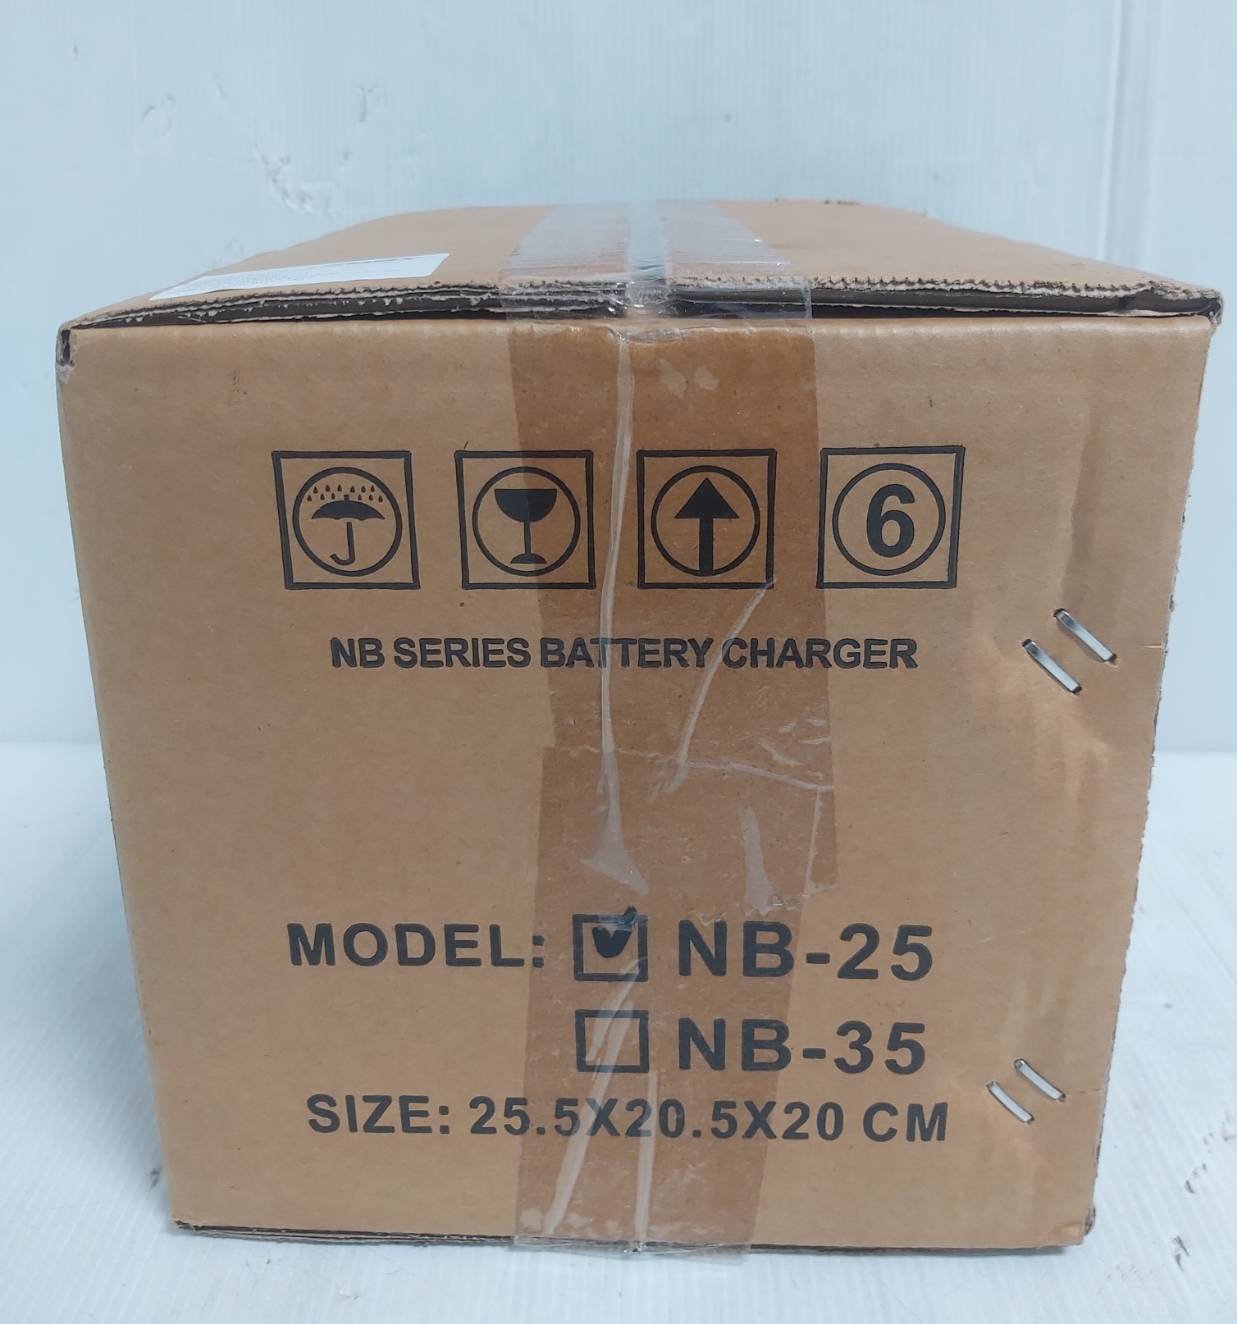 6
NB SERIES BATTERY CHARGER
MODEL: NB-25
NB-35
SIZE: 25.5X20.5X20 CM